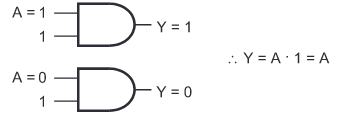 A = 1
1
Y = 1
∴ Y = A · 1 = A
A = 0
1
Y = 0